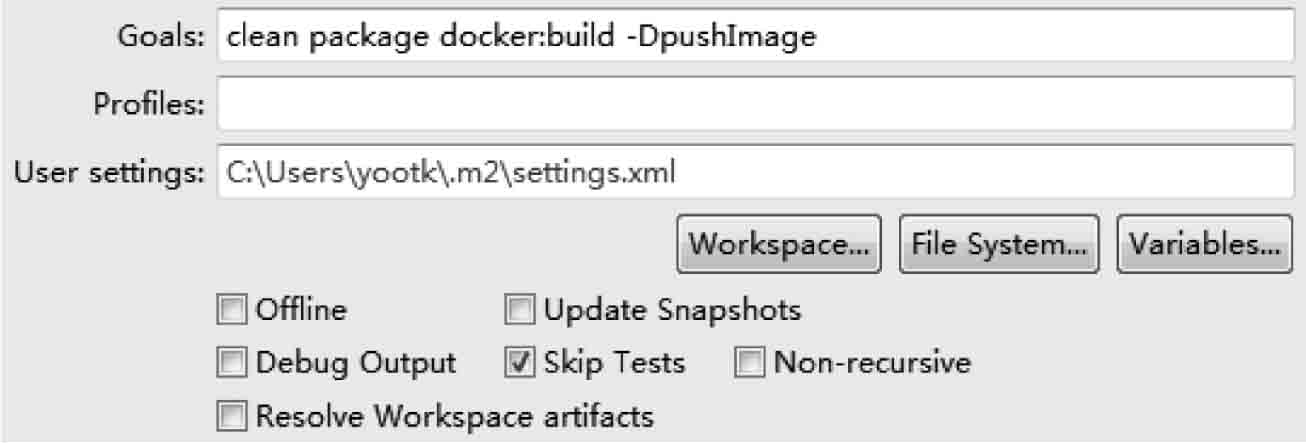 Goals: clean package docker:build -DpushImage
Profiles:
User settings: C:\Users\yootk\.m2\settings.xml
Workspace... File System... Variables...
Offline Update Snapshots
Debug Output Skip Tests Non-recursive
Resolve Workspace artifacts